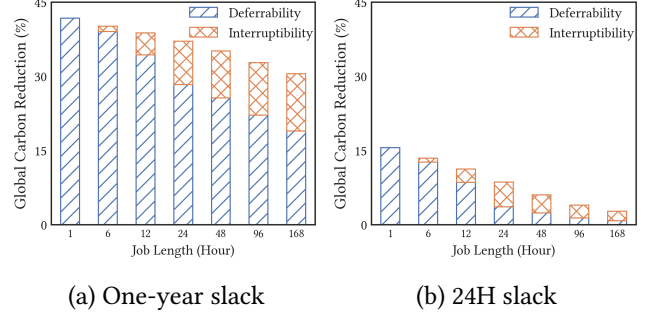 Global Carbon Reduction (%)
45
30
15
0
Deferrability
Interruptibility
1 6 12 24 48 96 168
Job Length (Hour)
(a) One-year slack
Global Carbon Reduction (%)
45
30
15
0
Deferrability
Interruptibility
1 6 12 24 48 96 168
Job Length (Hour)
(b) 24H slack